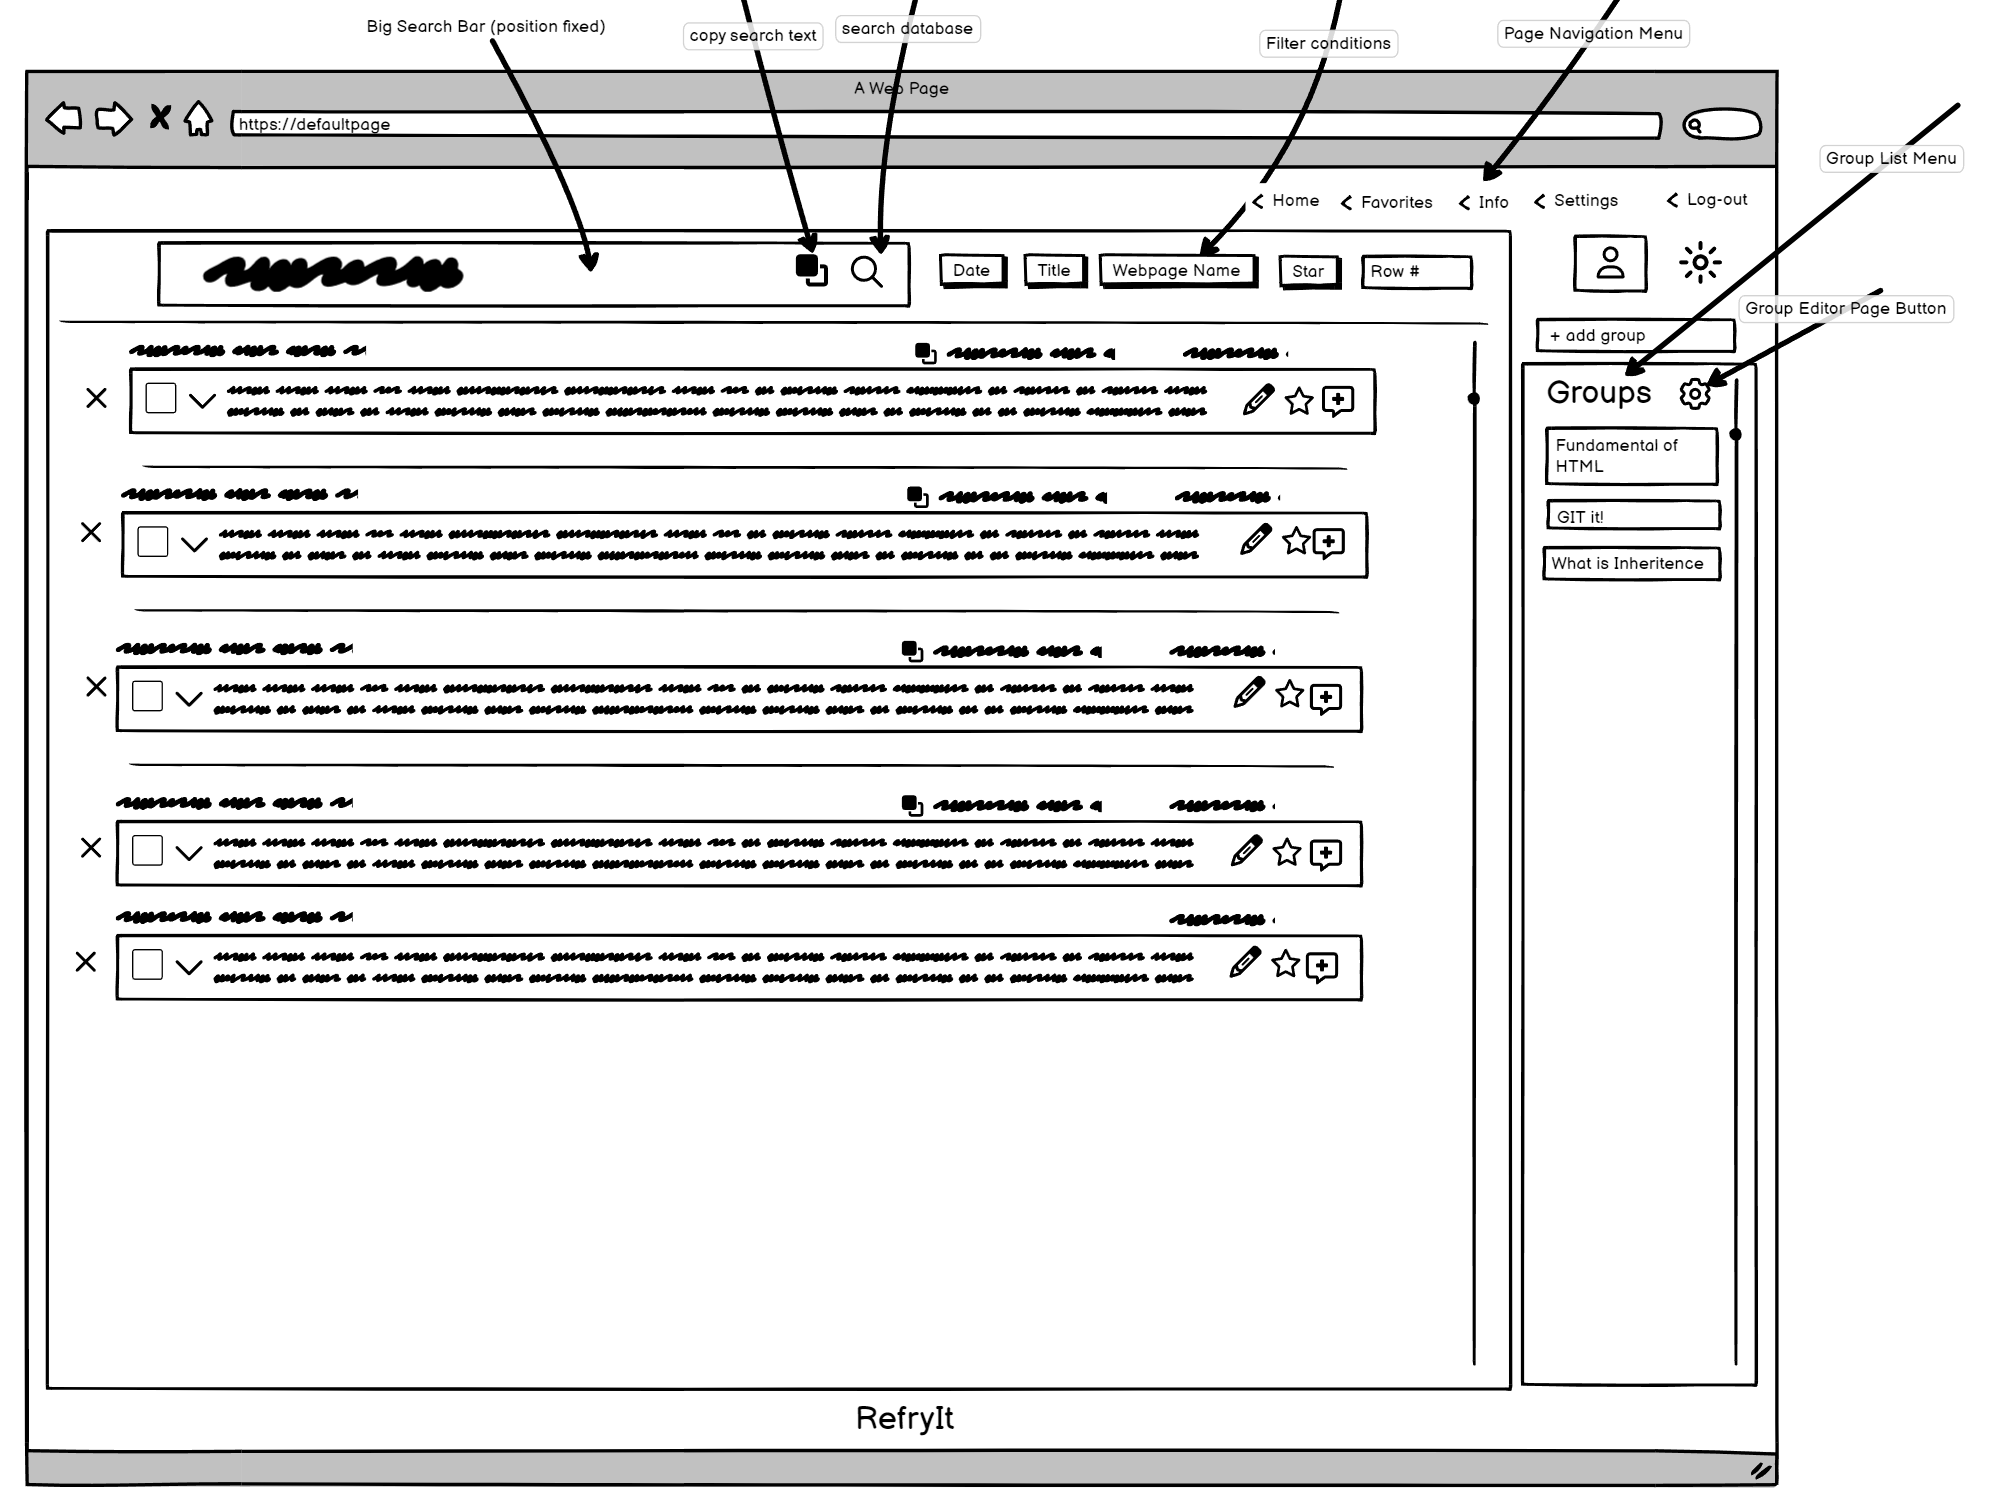 Big Search Bar (position fixed)
copy search text
search database
Filter conditions
Page Navigation Menu
A Web Page
https://defaultpage
Group List Menu
Home
Favorites
Info
Settings
Log-out
Date
Title
Webpage Name
Star
Row #
Group Editor Page Button
+ add group
Groups
Fundamental of
HTML
GIT it!
What is Inheritence
RefryIt